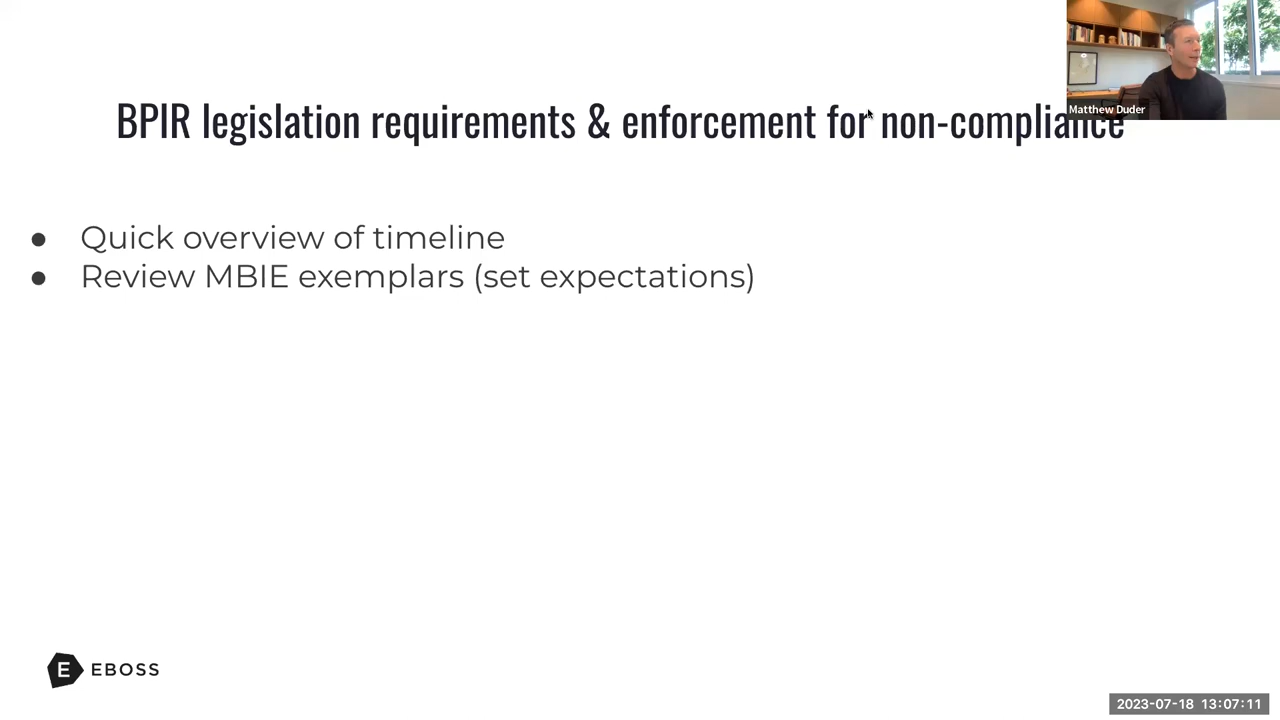 Matthew Duder
BPIR legislation requirements & enforcement for non-compliance
● Quick overview of timeline
● Review MBIE exemplars (set expectations)
E EBOSS
2023-07-18 13:07:11